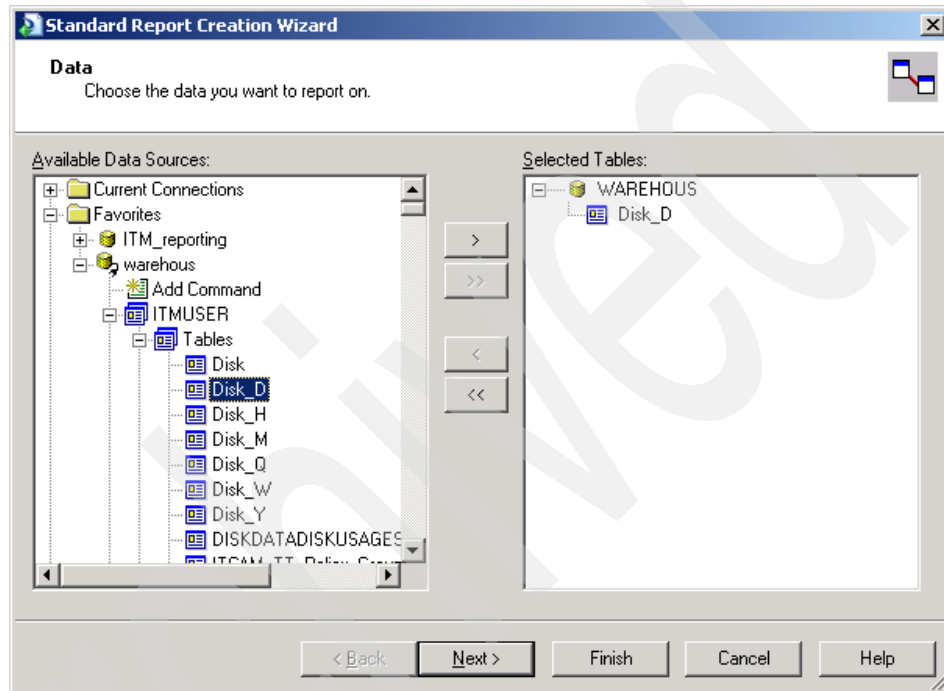 Standard Report Creation Wizard
Data
Choose the data you want to report on.
Available Data Sources:
Current Connections
Favorites
ITM_reporting
warehous
Add Command
ITMUSER
Tables
Disk
Disk_D
Disk_H
Disk_M
Disk_Q
Disk_W
Disk_Y
DISKDATADISKUSAGES
>
>>
<
<<
Selected Tables:
WAREHOUS
Disk_D
< Back
Next >
Finish
Cancel
Help